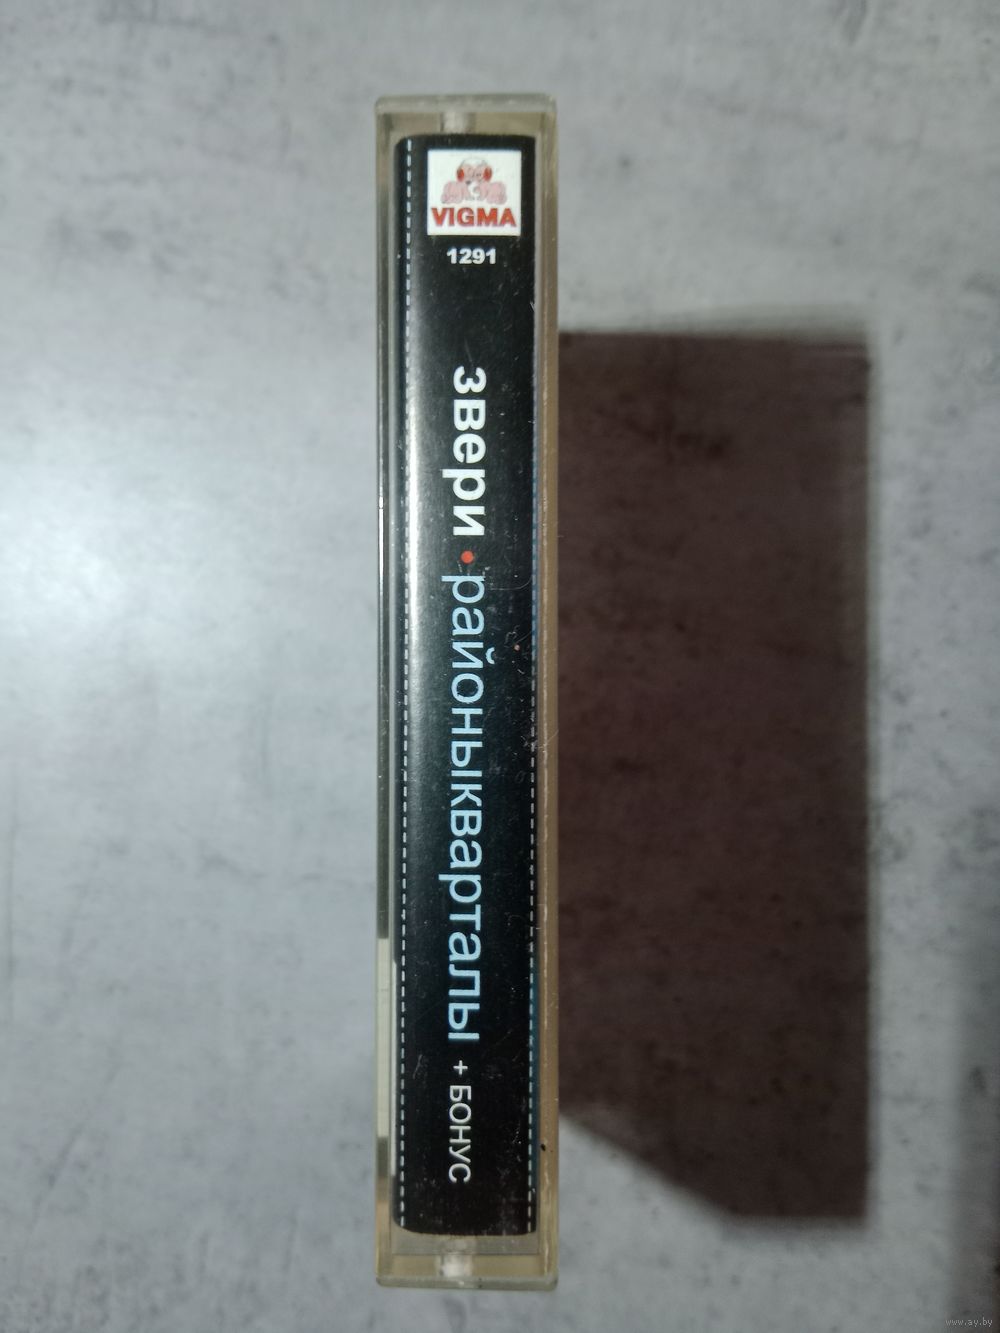 VIGMA
1291
звери • районыкварталы + БОНУС
www.ay.by